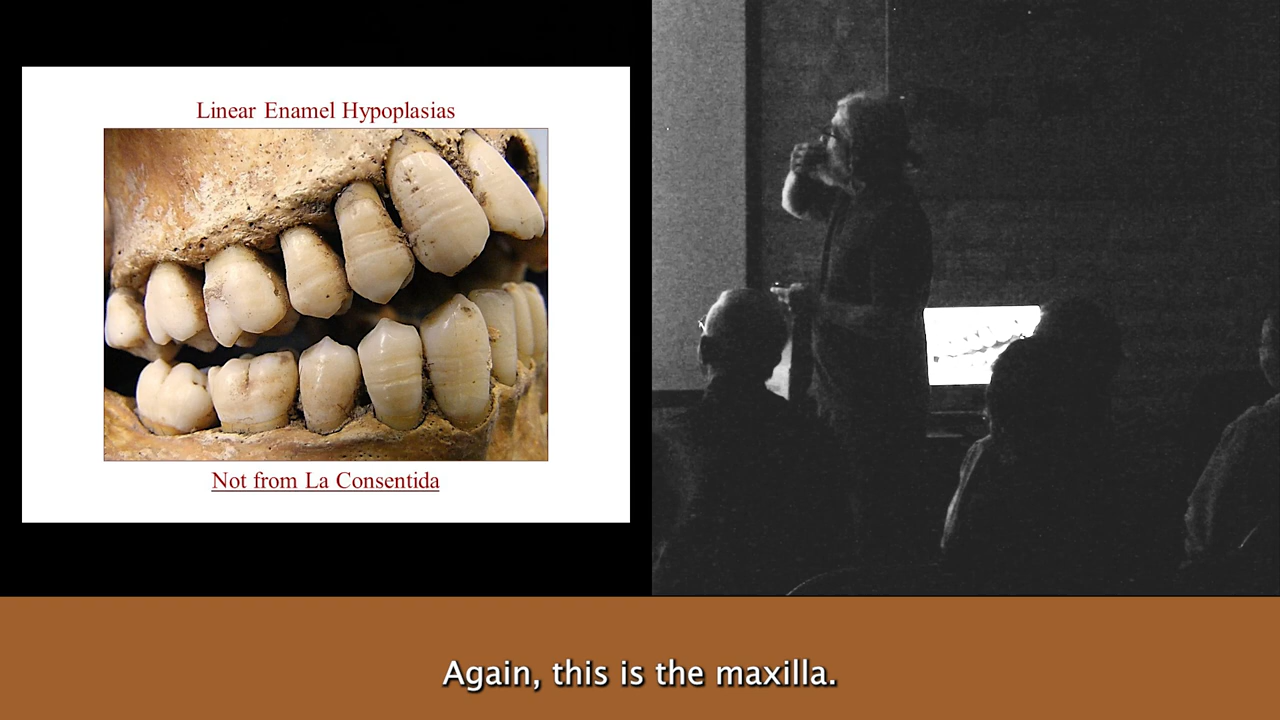 Linear Enamel Hypoplasias
Not from La Consentida
Again, this is the maxilla.